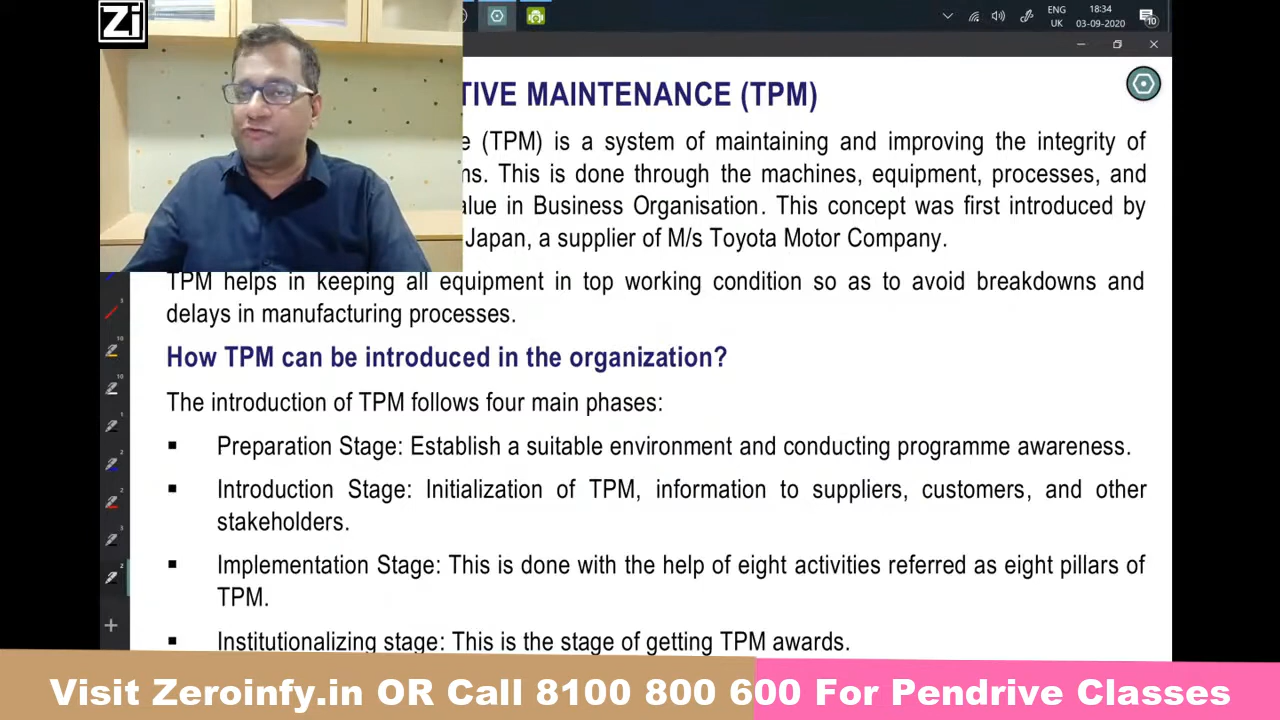 Zi
ENG
UK
18:34
03-09-2020
10
TIVE MAINTENANCE (TPM)
e (TPM) is a system of maintaining and improving the integrity of
ns. This is done through the machines, equipment, processes, and
alue in Business Organisation. This concept was first introduced by
Japan, a supplier of M/s Toyota Motor Company.
TPM helps in keeping all equipment in top working condition so as to avoid breakdowns and
delays in manufacturing processes.
How TPM can be introduced in the organization?
The introduction of TPM follows four main phases:
▪ Preparation Stage: Establish a suitable environment and conducting programme awareness.
▪ Introduction Stage: Initialization of TPM, information to suppliers, customers, and other
stakeholders.
▪ Implementation Stage: This is done with the help of eight activities referred as eight pillars of
TPM.
▪ Institutionalizing stage: This is the stage of getting TPM awards.
Visit Zeroinfy.in OR Call 8100 800 600 For Pendrive Classes